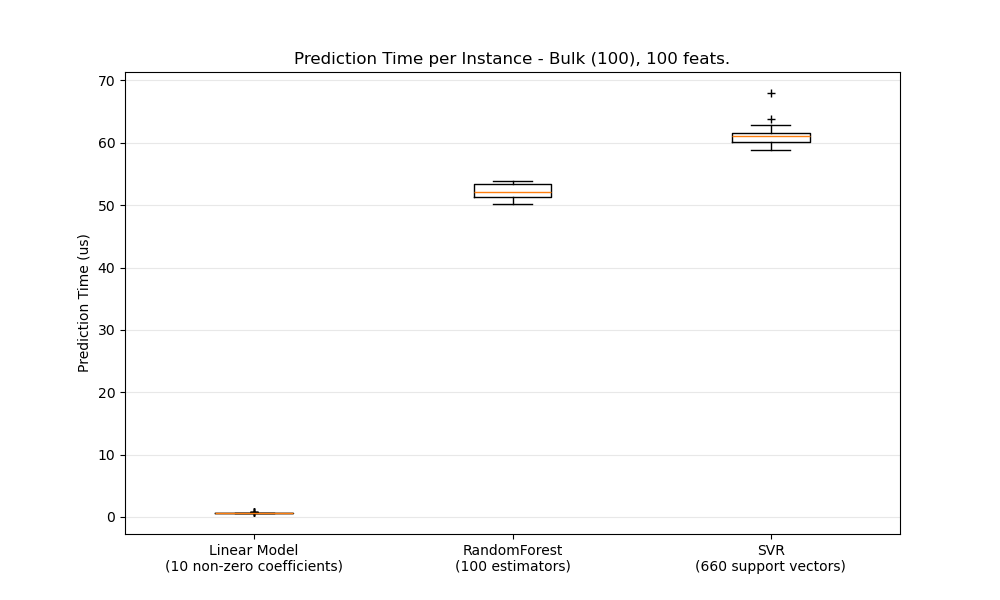 Prediction Time per Instance - Bulk (100), 100 feats.
70
60
50
40
30
20
10
0
Prediction Time (us)
Linear Model
(10 non-zero coefficients)
RandomForest
(100 estimators)
SVR
(660 support vectors)